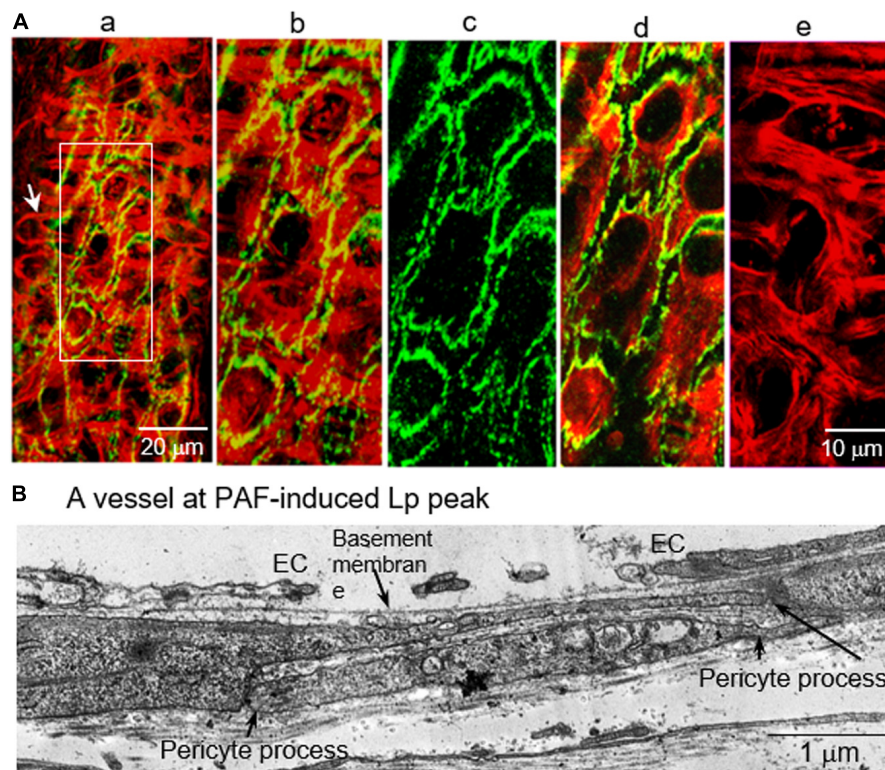 A
a b c d e
20 μm
10 μm
B A vessel at PAF-induced Lp peak
EC
Basement
membran
e
EC
Pericyte process
Pericyte process
1 μm